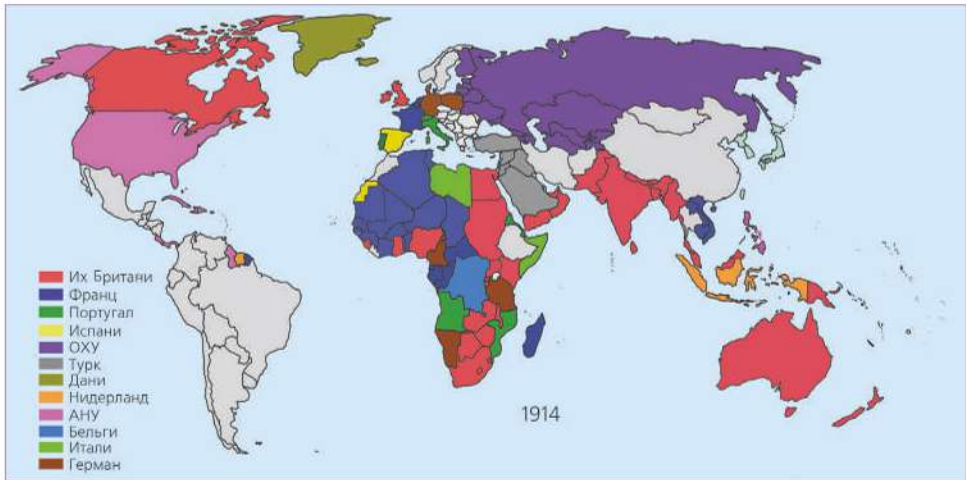 Их Британи
Франц
Португал
Испани
ОХУ
Турк
Дани
Нидерланд
АНУ
Бельги
Итали
Герман
1914